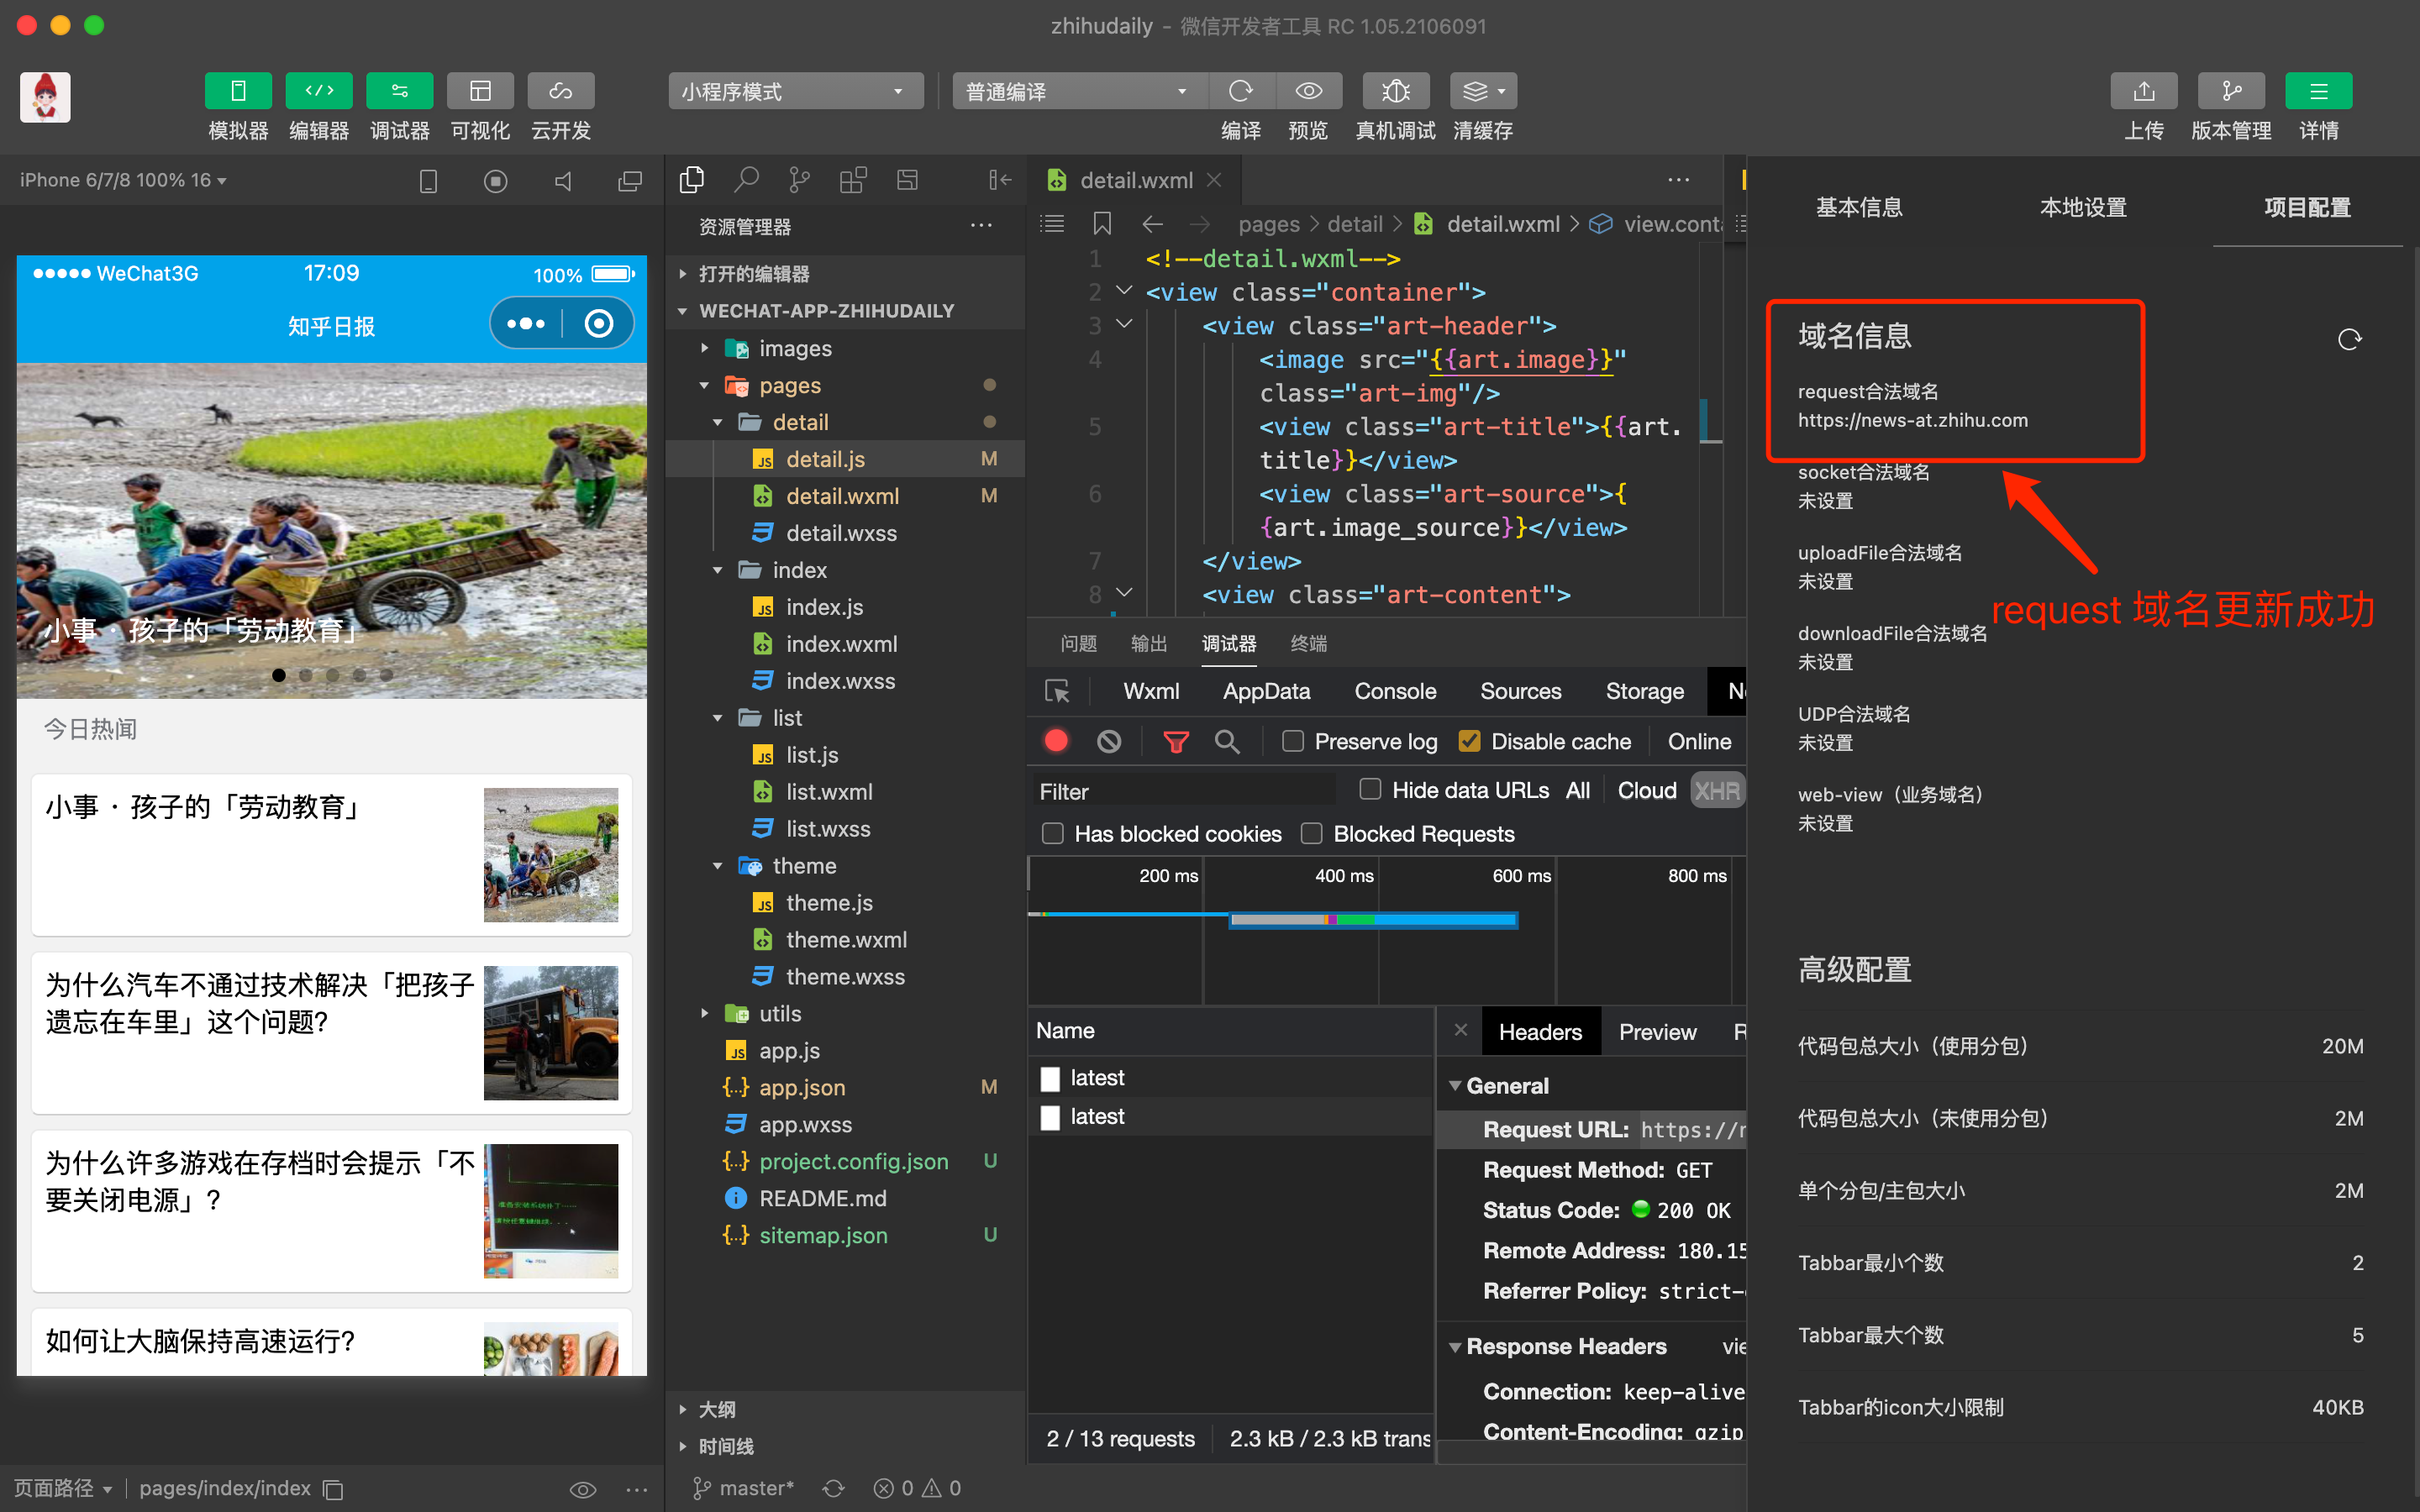 zhihudaily - 微信开发者工具 RC 1.05.2106091
模拟器
编辑器
调试器
可视化
云开发
小程序模式
普通编译
编译
预览
真机调试
清缓存
上传
版本管理
详情
iPhone 6/7/8 100% 16
WeChat3G
17:09
100%
知乎日报
小事 · 孩子的「劳动教育」
今日热闻
小事 · 孩子的「劳动教育」
为什么汽车不通过技术解决「把孩子
遗忘在车里」这个问题?
为什么许多游戏在存档时会提示「不
要关闭电源」?
如何让大脑保持高速运行?
页面路径
pages/index/index
资源管理器
打开的编辑器
WECHAT-APP-ZHIHUDAILY
images
pages
detail
detail.js M
detail.wxml M
detail.wxss
index
index.js
index.wxml
index.wxss
list
list.js
list.wxml
list.wxss
theme
theme.js
theme.wxml
theme.wxss
utils
app.js
app.json M
app.wxss
project.config.json U
README.md
sitemap.json U
大纲
时间线
master*
0
0
detail.wxml
pages > detail > detail.wxml > view.cont
1 <!--detail.wxml-->
2 <view class="container">
3 <view class="art-header">
4 <image src="{{art.image}}"
class="art-img"/>
5 <view class="art-title">{{art.
title}}</view>
6 <view class="art-source">{
{art.image_source}}</view>
7 </view>
8 <view class="art-content">
问题
输出
调试器
终端
Wxml
AppData
Console
Sources
Storage
Preserve log
Disable cache
Online
Filter
Hide data URLs
All
Cloud
XHR
Has blocked cookies
Blocked Requests
200 ms
400 ms
600 ms
800 ms
Name
latest
latest
2 / 13 requests
2.3 kB / 2.3 kB trans
Headers
Preview
General
Request URL: https://
Request Method: GET
Status Code: 200 OK
Remote Address: 180.15
Referrer Policy: strict-
Response Headers
Connection: keep-alive
Content-Encoding: gzip
基本信息
本地设置
项目配置
域名信息
request合法域名
https://news-at.zhihu.com
socket合法域名
未设置
uploadFile合法域名
未设置
request 域名更新成功
downloadFile合法域名
未设置
UDP合法域名
未设置
web-view（业务域名）
未设置
高级配置
代码包总大小（使用分包） 20M
代码包总大小（未使用分包） 2M
单个分包/主包大小 2M
Tabbar最小个数 2
Tabbar最大个数 5
Tabbar的icon大小限制 40KB